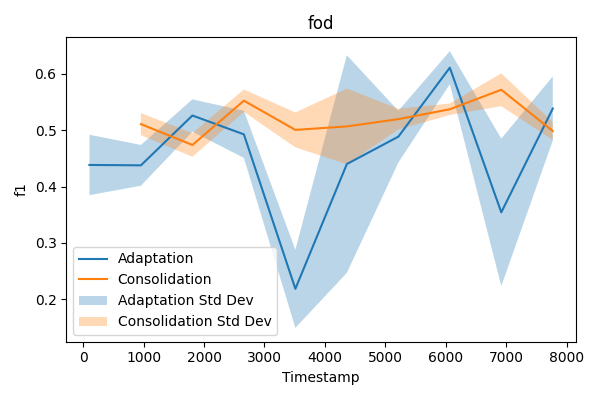 fod
f1
0.6
0.5
0.4
0.3
0.2
Adaptation
Consolidation
Adaptation Std Dev
Consolidation Std Dev
0 1000 2000 3000 4000 5000 6000 7000 8000
Timestamp